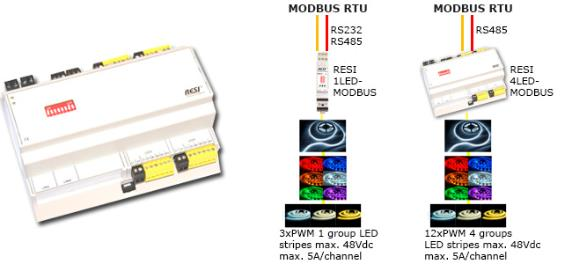 MODBUS RTU
RS232
RS485
RESI
1LED-
MODBUS
3xPWM 1 group LED
stripes max. 48Vdc
max. 5A/channel
MODBUS RTU
RS485
RESI
4LED-
MODBUS
12xPWM 4 groups
LED stripes max. 48Vdc
max. 5A/channel
RESI